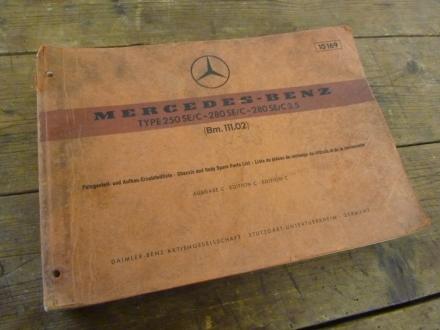 10169
MERCEDES-BENZ
TYPE 250 SE/C - 280 SE/C - 280 SE/C 3,5
(Bm. 111.02)
Fahrgestell- und Aufbau-Ersatzteilliste · Chassis and Body Spare Parts List · Liste de pièces de rechange du châssis et de la carrosserie
AUSGABE C · EDITION C · EDITION C
DAIMLER-BENZ AKTIENGESELLSCHAFT · STUTTGART-UNTERTÜRKHEIM · GERMANY